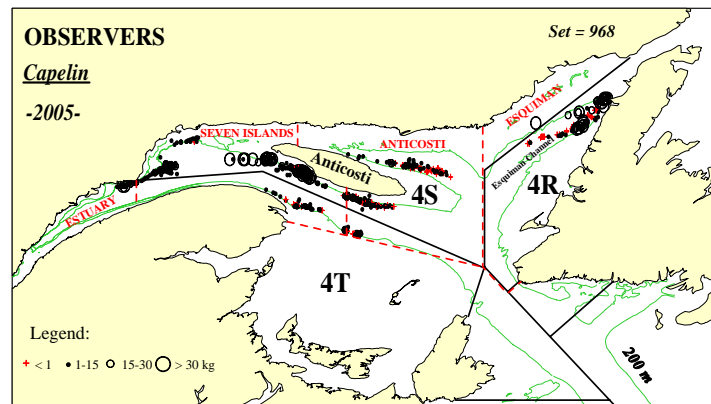 OBSERVERS
Set = 968
Capelin
-2005-
ESQUIMAN
SEVEN ISLANDS
ANTICOSTI
Anticosti
Esquiman Channel
4S
4R
ESTUARY
4T
Legend:
+ < 1 • 1-15 o 15-30 ○ > 30 kg
200 m